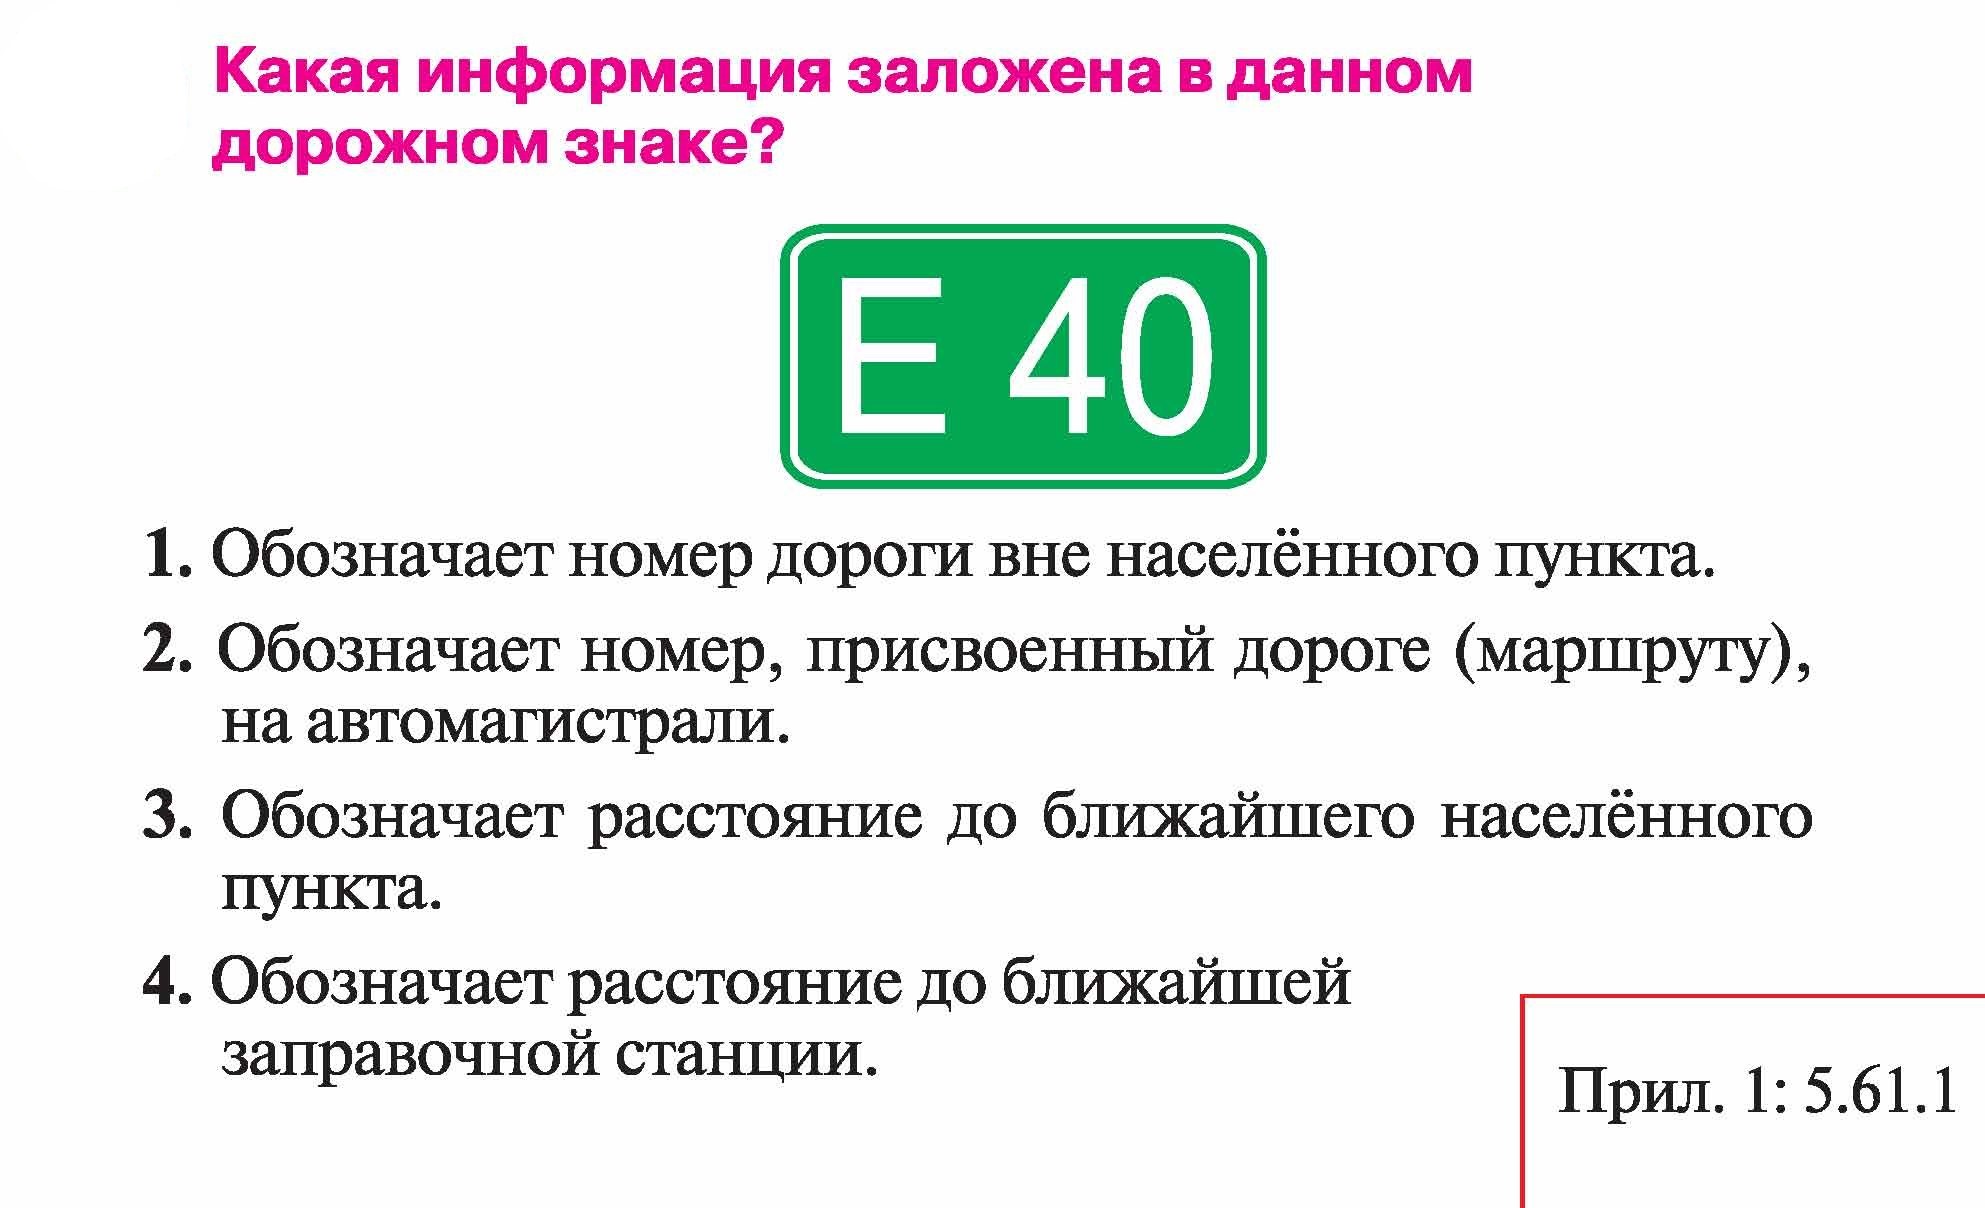 Какая информация заложена в данном
дорожном знаке?
E 40
1. Обозначает номер дороги вне населённого пункта.
2. Обозначает номер, присвоенный дороге (маршруту),
на автомагистрали.
3. Обозначает расстояние до ближайшего населённого
пункта.
4. Обозначает расстояние до ближайшей
заправочной станции.
Прил. 1: 5.61.1